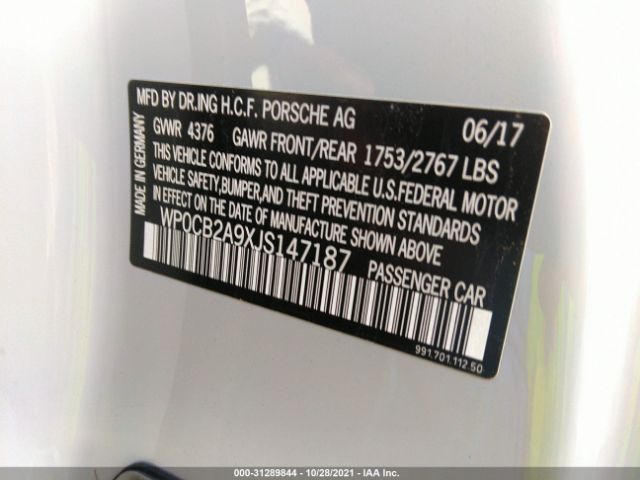 MFD BY DR.ING H.C.F. PORSCHE AG 06/17
GVWR 4376 GAWR FRONT/REAR 1753/2767 LBS
THIS VEHICLE CONFORMS TO ALL APPLICABLE U.S.FEDERAL MOTOR
VEHICLE SAFETY,BUMPER,AND THEFT PREVENTION STANDARDS
IN EFFECT ON THE DATE OF MANUFACTURE SHOWN ABOVE
WP0CB2A9XJS147187 PASSENGER CAR
MADE IN GERMANY
991.701.112.50
000-31289844 | 10/28/2021 - IAA Inc.